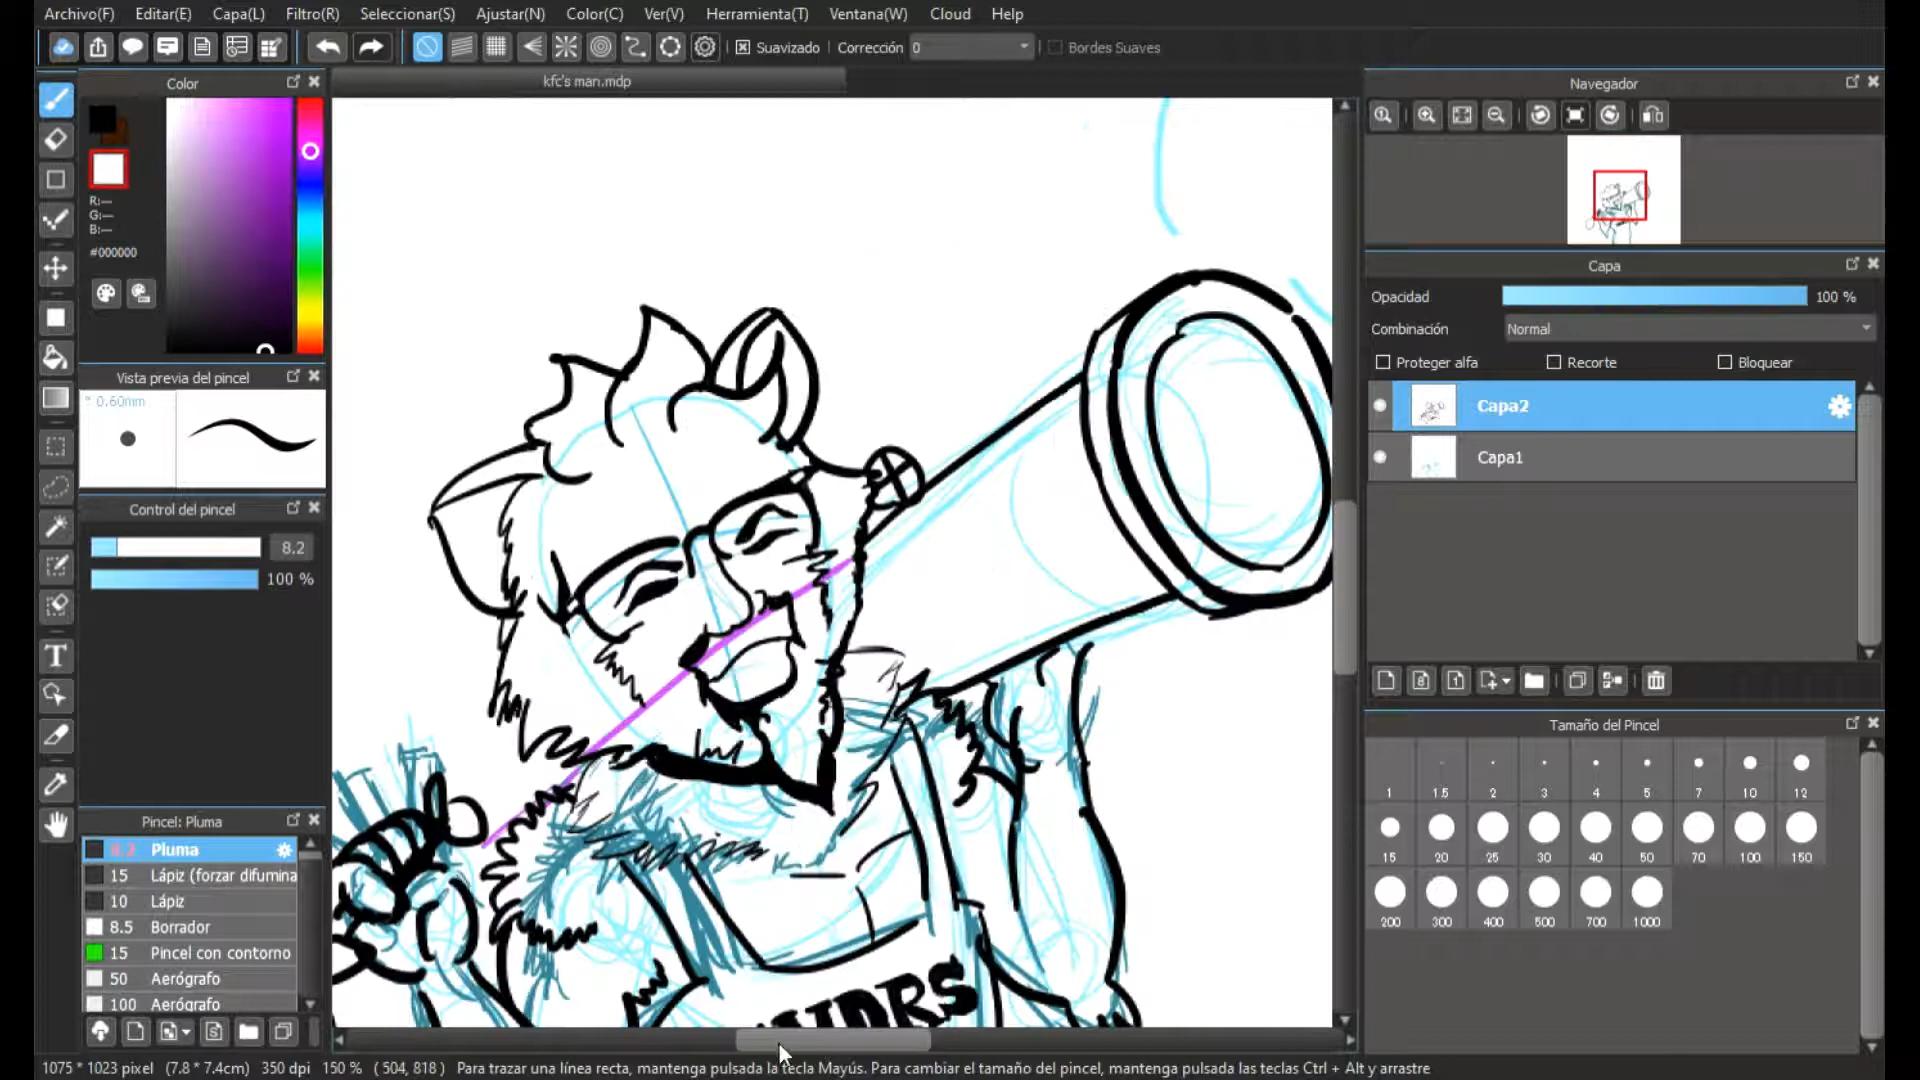 Archivo(F) Editar(E) Capa(L) Filtro(R) Seleccionar(S) Ajustar(N) Color(C) Ver(V) Herramienta(T) Ventana(W) Cloud Help
Suavizado Corrección 0 Bordes Suaves
Color
kfc's man.mdp
Navegador
R:---
G:---
B:---
#000000
Capa
Opacidad 100 %
Combinación Normal
Proteger alfa Recorte Bloquear
Vista previa del pincel
* 0.60mm
Capa2
Capa1
Control del pincel
8.2
100 %
Tamaño del Pincel
1 1.5 2 3 4 5 7 10 12
15 20 25 30 40 50 70 100 150
200 300 400 500 700 1000
Pincel: Pluma
8.2 Pluma
15 Lápiz (forzar difumina
10 Lápiz
8.5 Borrador
15 Pincel con contorno
50 Aerógrafo
100 Aerógrafo
1075 * 1023 pixel (7.8 * 7.4cm) 350 dpi 150 % ( 504, 818 ) Para trazar una línea recta, mantenga pulsada la tecla Mayús. Para cambiar el tamaño del pincel, mantenga pulsada las teclas Ctrl + Alt y arrastre